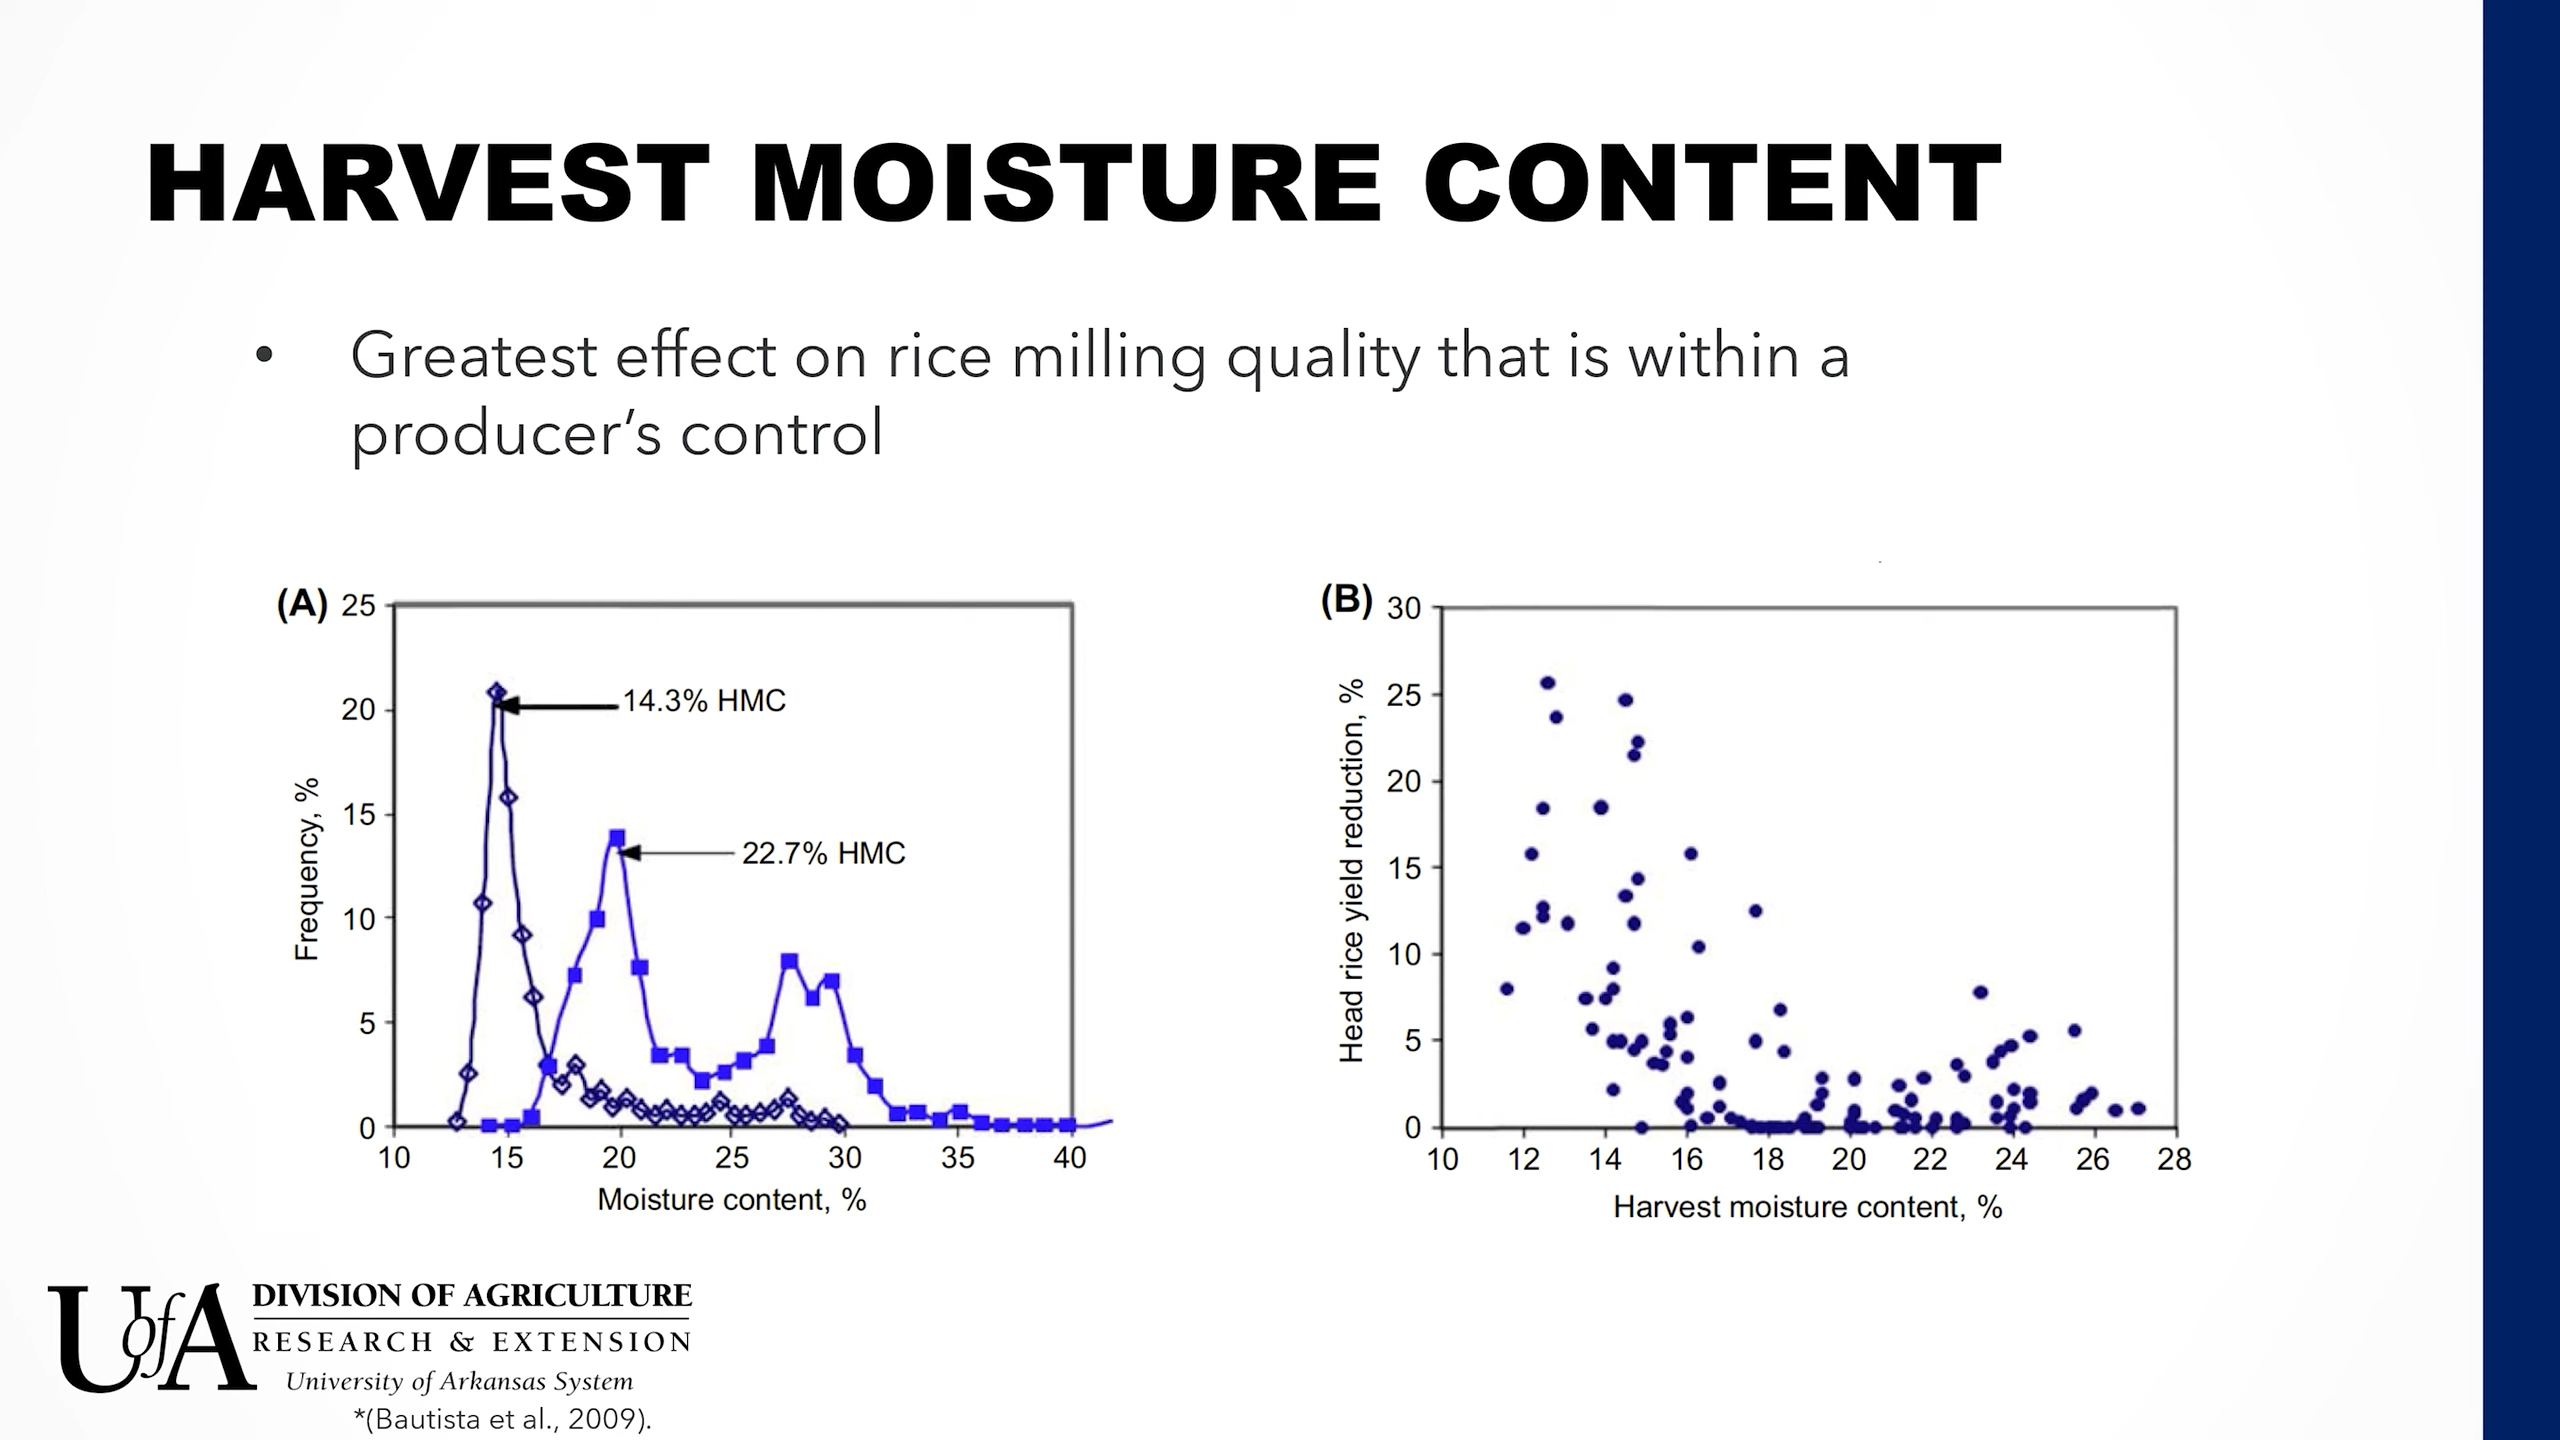 HARVEST MOISTURE CONTENT
• Greatest effect on rice milling quality that is within a
producer's control
(A)
25
20
15
10
5
0
Frequency, %
14.3% HMC
22.7% HMC
10 15 20 25 30 35 40
Moisture content, %
(B)
30
25
20
15
10
5
0
Head rice yield reduction, %
10 12 14 16 18 20 22 24 26 28
Harvest moisture content, %
UofA
DIVISION OF AGRICULTURE
RESEARCH & EXTENSION
University of Arkansas System
*(Bautista et al., 2009).